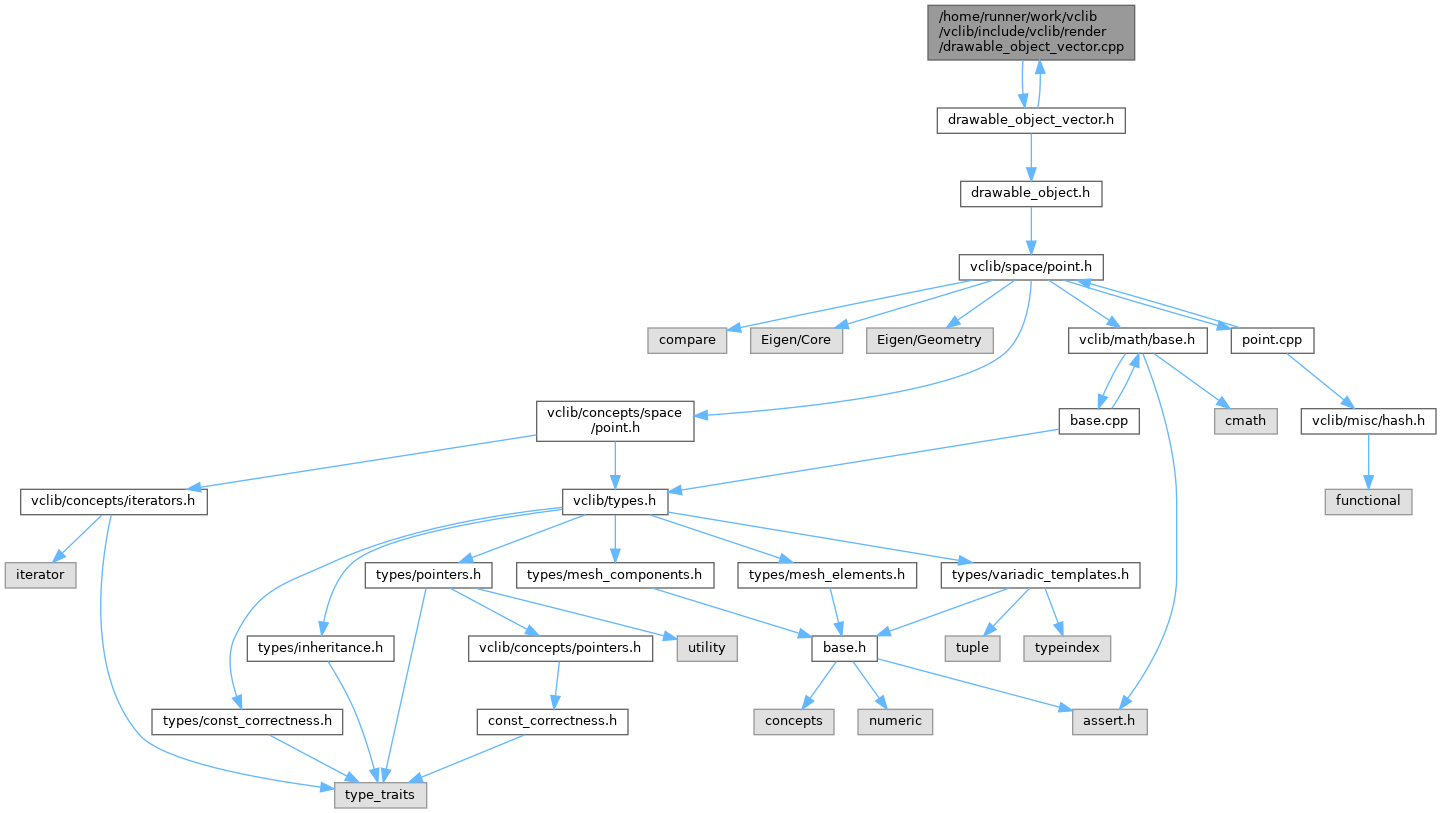 /home/runner/work/vclib
/vclib/include/vclib/render
/drawable_object_vector.cpp
drawable_object_vector.h
drawable_object.h
vclib/space/point.h
compare
Eigen/Core
Eigen/Geometry
vclib/math/base.h
point.cpp
vclib/concepts/space
/point.h
base.cpp
cmath
vclib/misc/hash.h
vclib/concepts/iterators.h
vclib/types.h
functional
iterator
types/pointers.h
types/mesh_components.h
types/mesh_elements.h
types/variadic_templates.h
types/inheritance.h
vclib/concepts/pointers.h
utility
base.h
tuple
typeindex
types/const_correctness.h
const_correctness.h
concepts
numeric
assert.h
type_traits